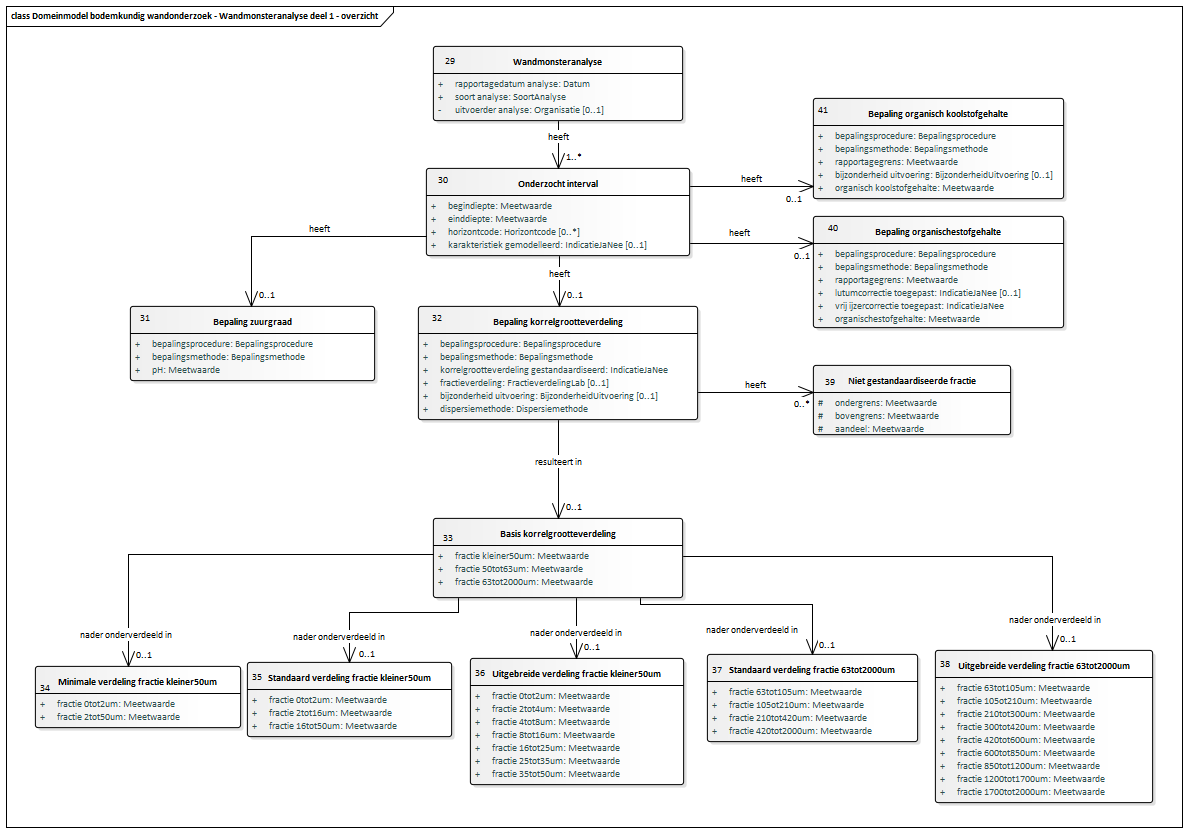 class Domeinmodel bodemkundig wandonderzoek - Wandmonsteranalyse deel 1 - overzicht
29
Wandmonsteranalyse
+ rapportagedatum analyse: Datum
+ soort analyse: SoortAnalyse
- uitvoerder analyse: Organisatie [0..1]
heeft
1..*
30
Onderzocht interval
+ begindiepte: Meetwaarde
+ einddiepte: Meetwaarde
+ horizontcode: Horizontcode [0..*]
+ karakteristiek gemodelleerd: IndicatieJaNee [0..1]
heeft
0..1
41
Bepaling organisch koolstofgehalte
+ bepalingsprocedure: Bepalingsprocedure
+ bepalingsmethode: Bepalingsmethode
+ rapportagegrens: Meetwaarde
+ bijzonderheid uitvoering: BijzonderheidUitvoering [0..1]
+ organisch koolstofgehalte: Meetwaarde
heeft
0..1
40
Bepaling organischestofgehalte
+ bepalingsprocedure: Bepalingsprocedure
+ bepalingsmethode: Bepalingsmethode
+ rapportagegrens: Meetwaarde
+ lutumcorrectie toegepast: IndicatieJaNee [0..1]
+ vrij ijzercorrectie toegepast: IndicatieJaNee
+ organischestofgehalte: Meetwaarde
heeft
0..1
31
Bepaling zuurgraad
+ bepalingsprocedure: Bepalingsprocedure
+ bepalingsmethode: Bepalingsmethode
+ pH: Meetwaarde
heeft
0..1
32
Bepaling korrelgrootteverdeling
+ bepalingsprocedure: Bepalingsprocedure
+ bepalingsmethode: Bepalingsmethode
+ korrelgrootteverdeling gestandaardiseerd: IndicatieJaNee
+ fractieverdeling: FractieverdelingLab [0..1]
+ bijzonderheid uitvoering: BijzonderheidUitvoering [0..1]
+ dispersiemethode: Dispersiemethode
heeft
0..*
39
Niet gestandaardiseerde fractie
# ondergrens: Meetwaarde
# bovengrens: Meetwaarde
# aandeel: Meetwaarde
resulteert in
0..1
33
Basis korrelgrootteverdeling
+ fractie kleiner50um: Meetwaarde
+ fractie 50tot63um: Meetwaarde
+ fractie 63tot2000um: Meetwaarde
nader onderverdeeld in
0..1
34
Minimale verdeling fractie kleiner50um
+ fractie 0tot2um: Meetwaarde
+ fractie 2tot50um: Meetwaarde
nader onderverdeeld in
0..1
35
Standaard verdeling fractie kleiner50um
+ fractie 0tot2um: Meetwaarde
+ fractie 2tot16um: Meetwaarde
+ fractie 16tot50um: Meetwaarde
nader onderverdeeld in
0..1
36
Uitgebreide verdeling fractie kleiner50um
+ fractie 0tot2um: Meetwaarde
+ fractie 2tot4um: Meetwaarde
+ fractie 4tot8um: Meetwaarde
+ fractie 8tot16um: Meetwaarde
+ fractie 16tot25um: Meetwaarde
+ fractie 25tot35um: Meetwaarde
+ fractie 35tot50um: Meetwaarde
nader onderverdeeld in
0..1
37
Standaard verdeling fractie 63tot2000um
+ fractie 63tot105um: Meetwaarde
+ fractie 105ot210um: Meetwaarde
+ fractie 210tot420um: Meetwaarde
+ fractie 420tot2000um: Meetwaarde
nader onderverdeeld in
0..1
38
Uitgebreide verdeling fractie 63tot2000um
+ fractie 63tot105um: Meetwaarde
+ fractie 105ot210um: Meetwaarde
+ fractie 210tot300um: Meetwaarde
+ fractie 300tot420um: Meetwaarde
+ fractie 420tot600um: Meetwaarde
+ fractie 600tot850um: Meetwaarde
+ fractie 850tot1200um: Meetwaarde
+ fractie 1200tot1700um: Meetwaarde
+ fractie 1700tot2000um: Meetwaarde